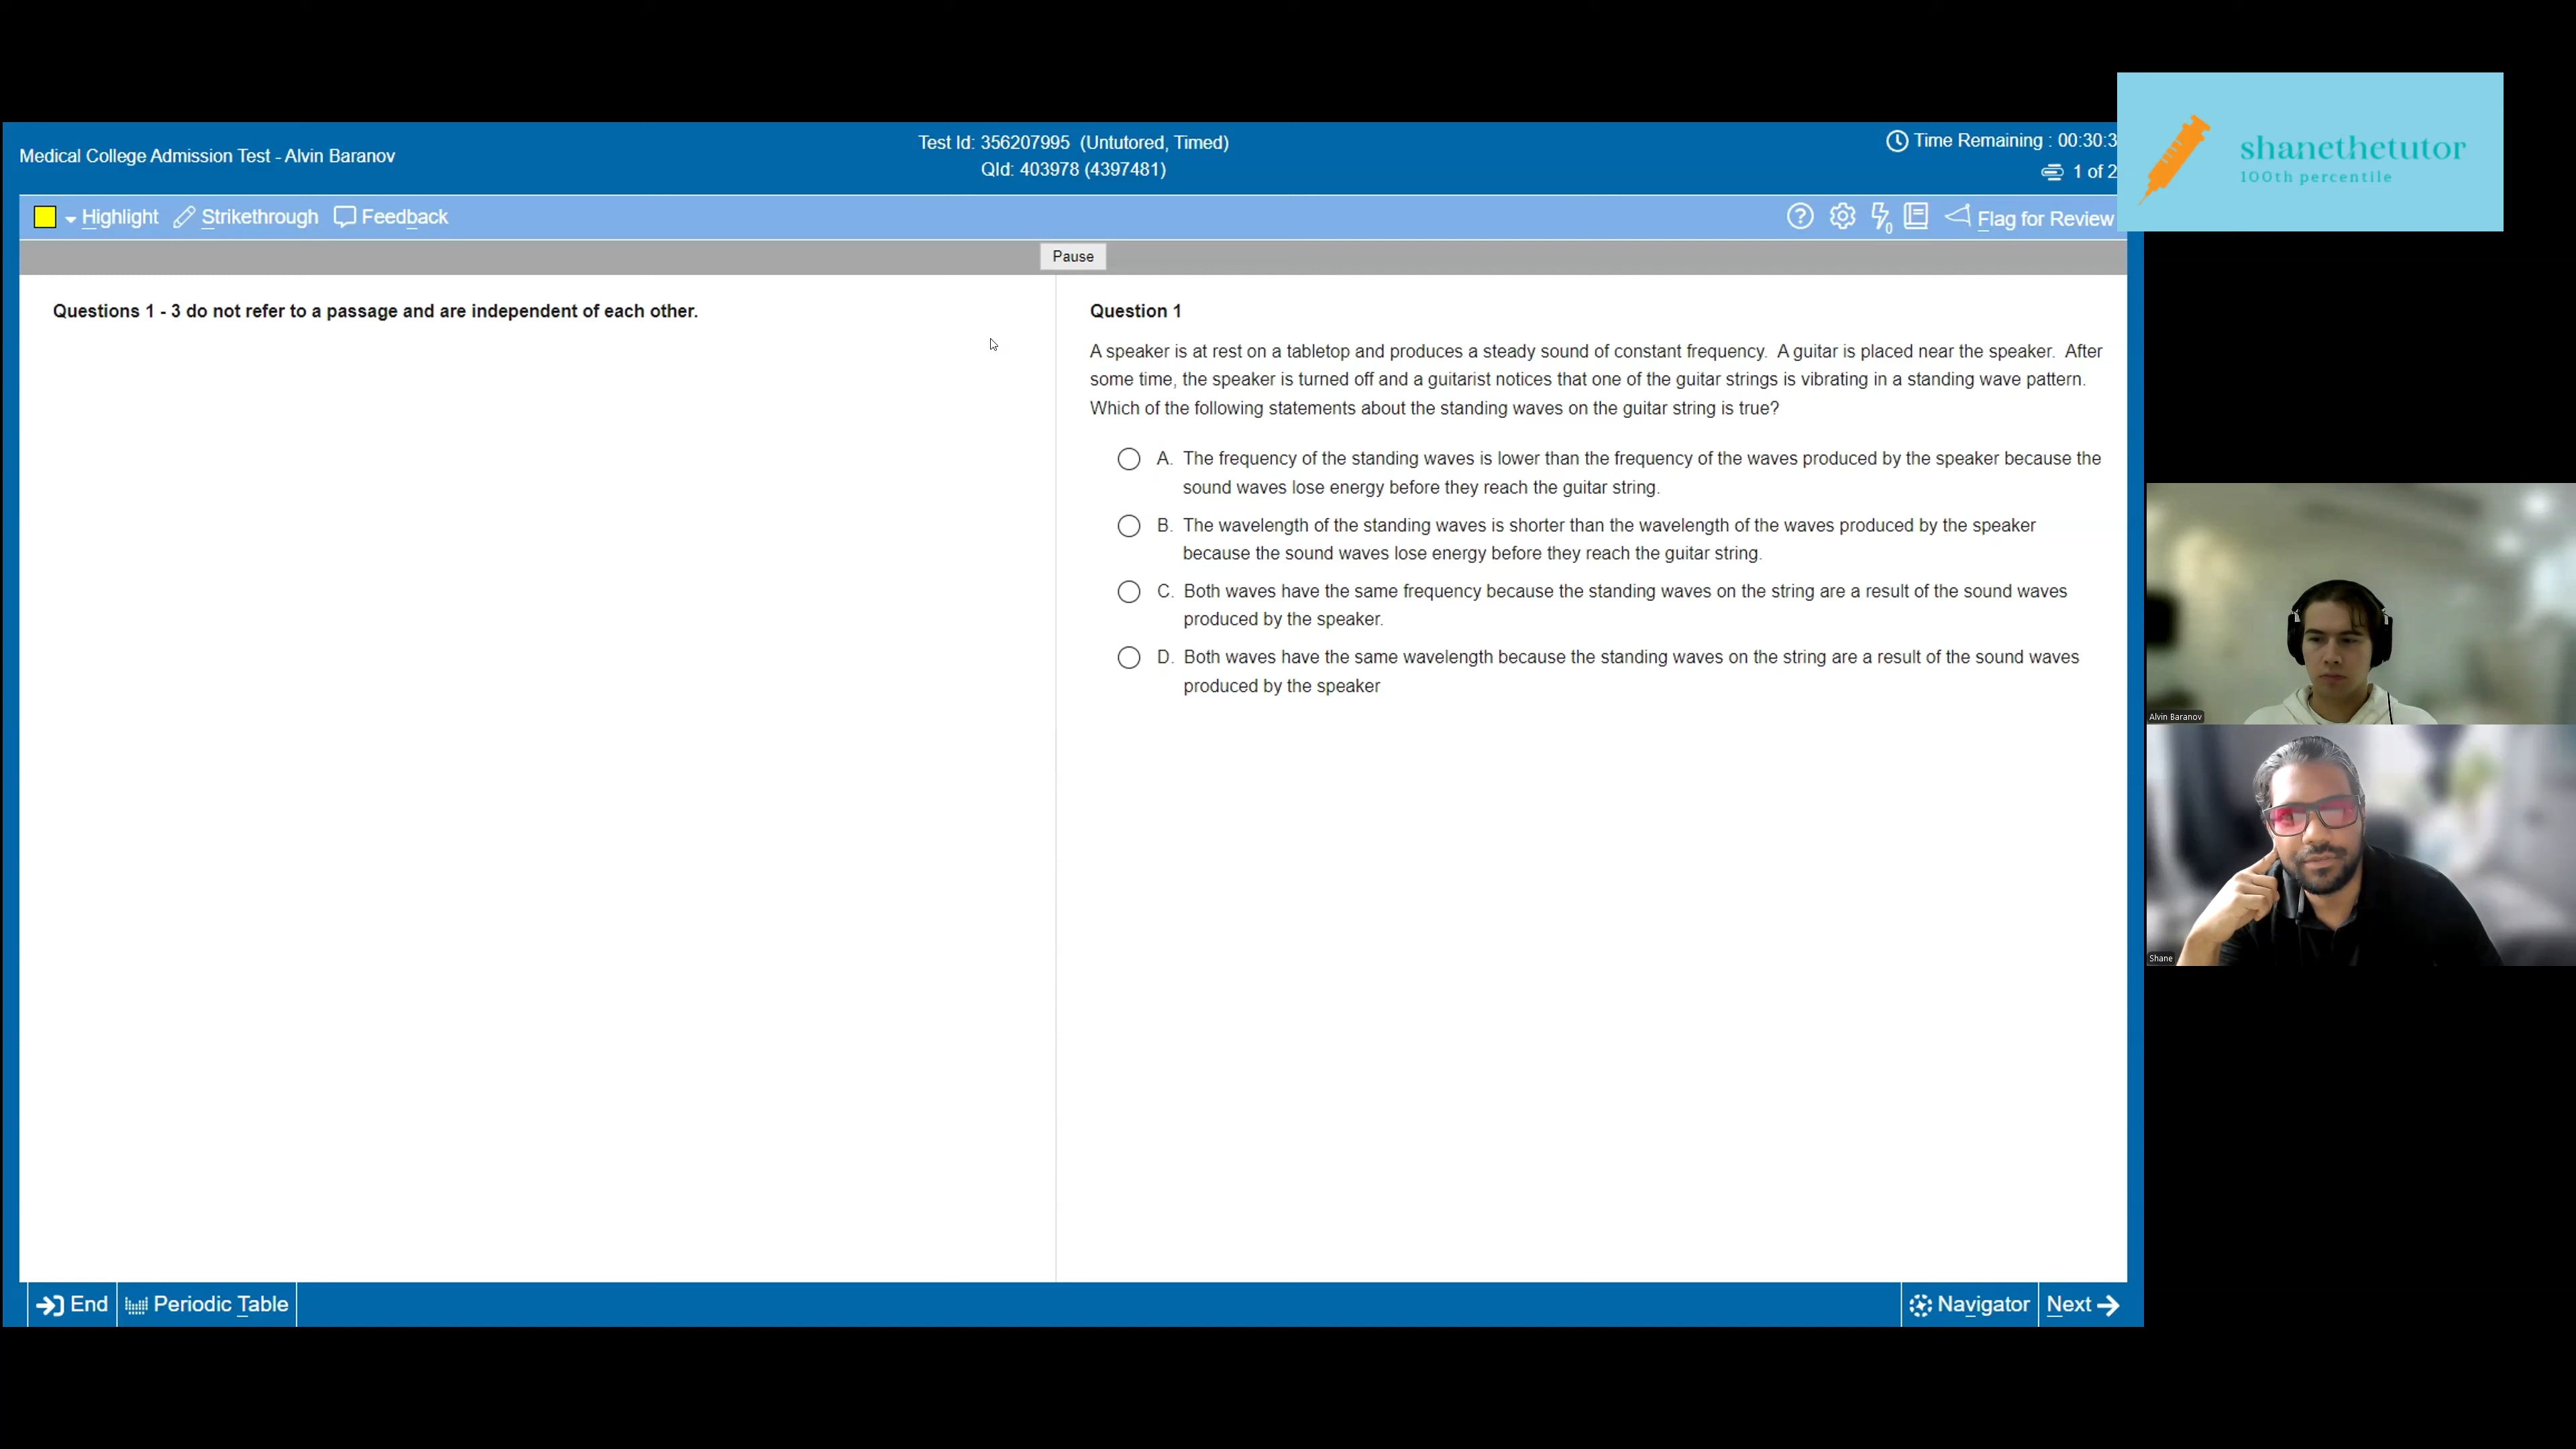 Medical College Admission Test - Alvin Baranov
Test Id: 356207995 (Untutored, Timed)
QId: 403978 (4397481)
Time Remaining : 00:30:3
1 of 2
shanethetutor
100th percentile
Highlight
Strikethrough
Feedback
Flag for Review
Pause
Questions 1 - 3 do not refer to a passage and are independent of each other.
Question 1
A speaker is at rest on a tabletop and produces a steady sound of constant frequency. A guitar is placed near the speaker. After
some time, the speaker is turned off and a guitarist notices that one of the guitar strings is vibrating in a standing wave pattern.
Which of the following statements about the standing waves on the guitar string is true?
A. The frequency of the standing waves is lower than the frequency of the waves produced by the speaker because the
sound waves lose energy before they reach the guitar string.
B. The wavelength of the standing waves is shorter than the wavelength of the waves produced by the speaker
because the sound waves lose energy before they reach the guitar string.
C. Both waves have the same frequency because the standing waves on the string are a result of the sound waves
produced by the speaker.
D. Both waves have the same wavelength because the standing waves on the string are a result of the sound waves
produced by the speaker
Alvin Baranov
Shane
End
Periodic Table
Navigator
Next